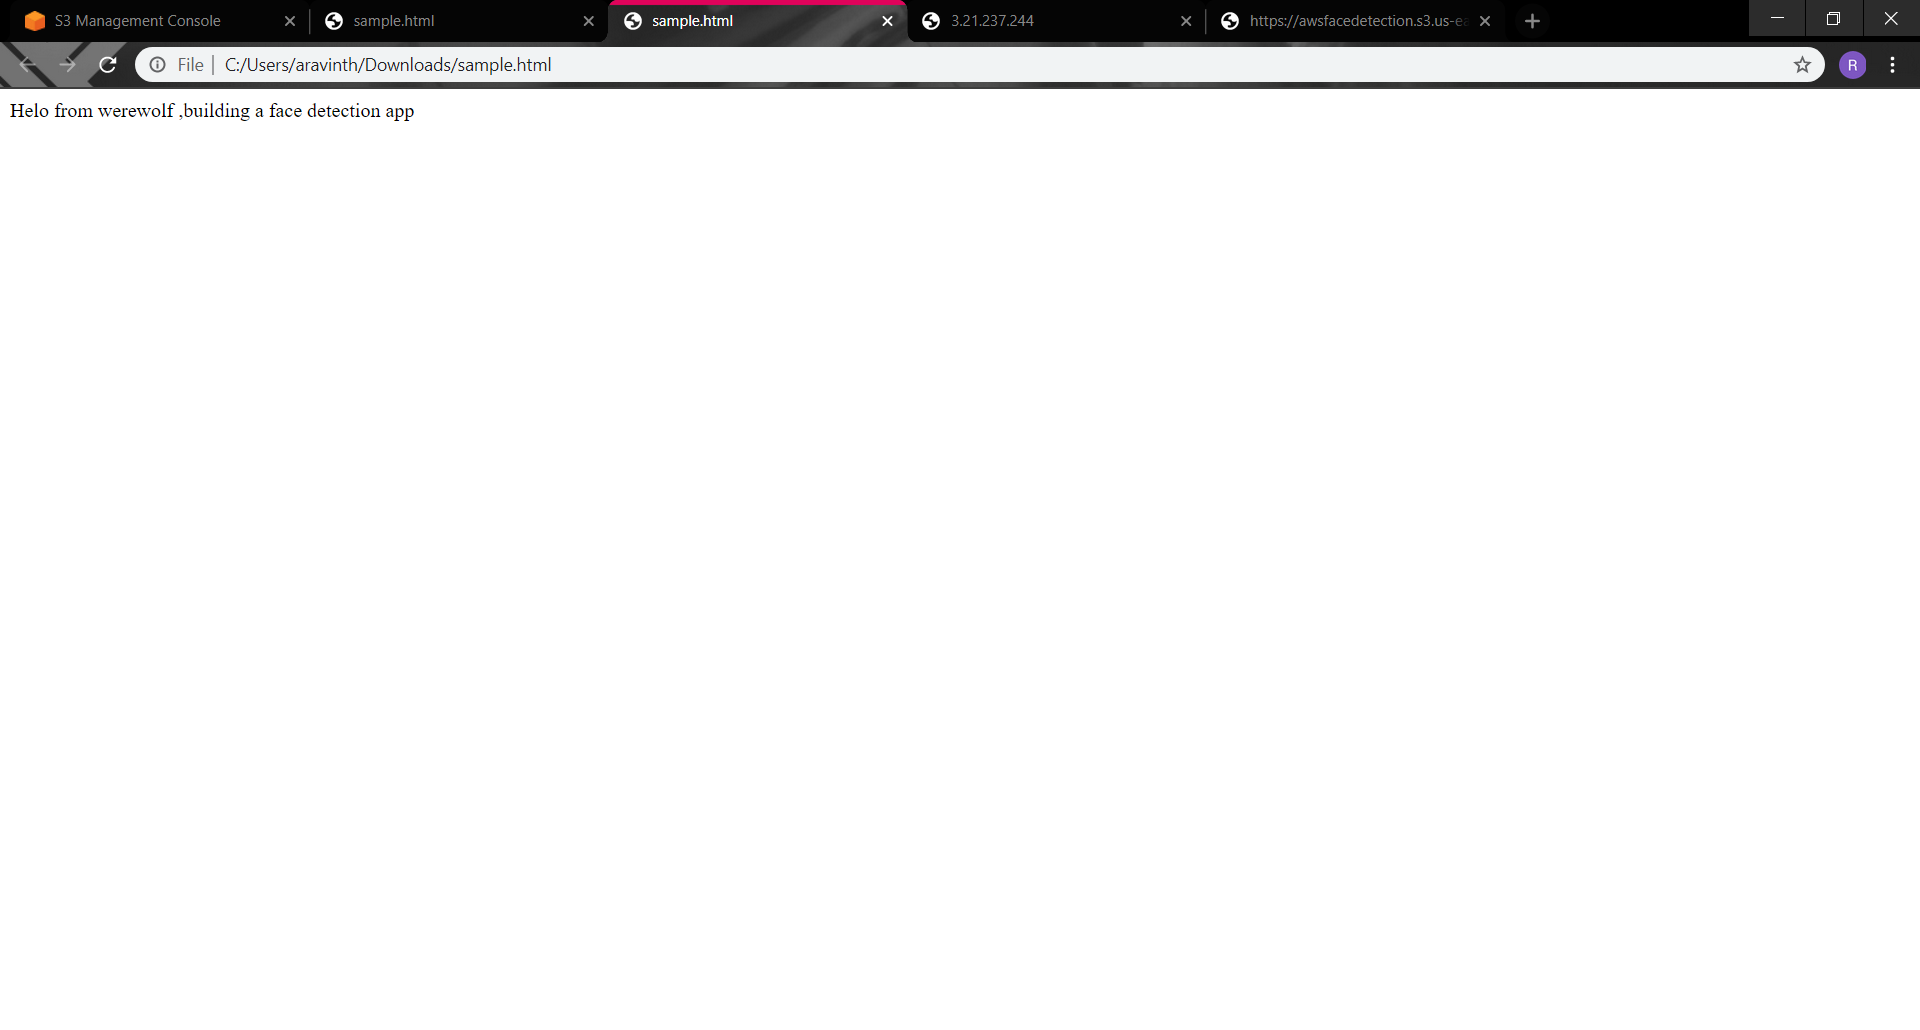 S3 Management Console
sample.html
sample.html
3.21.237.244
https://awsfacedetection.s3.us-ea
File
C:/Users/aravinth/Downloads/sample.html
R
Helo from werewolf ,building a face detection app